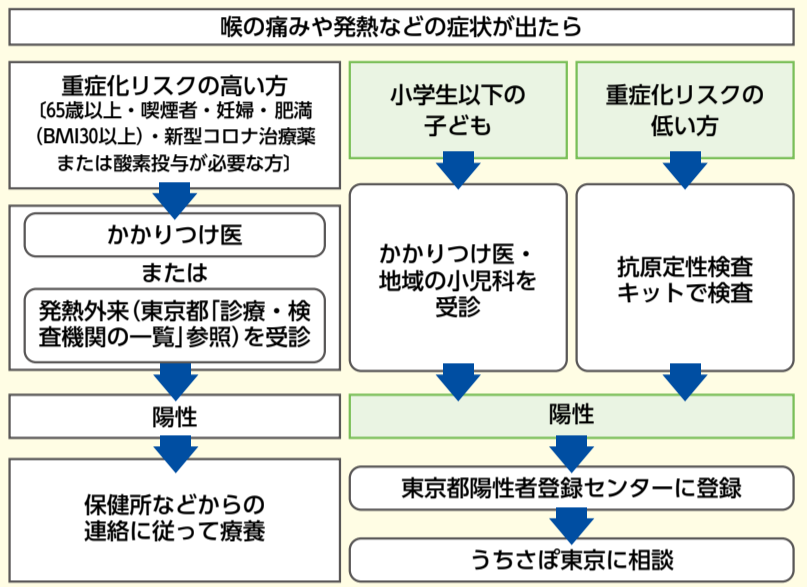 喉の痛みや発熱などの症状が出たら
重症化リスクの高い方
〔65歳以上・喫煙者・妊婦・肥満
(BMI30以上)・新型コロナ治療薬
または酸素投与が必要な方〕
かかりつけ医
または
発熱外来(東京都「診療・検
査機関の一覧」参照)を受診
陽性
保健所などからの
連絡に従って療養
小学生以下の
子ども
かかりつけ医・
地域の小児科を
受診
重症化リスクの
低い方
抗原定性検査
キットで検査
陽性
東京都陽性者登録センターに登録
うちさぽ東京に相談